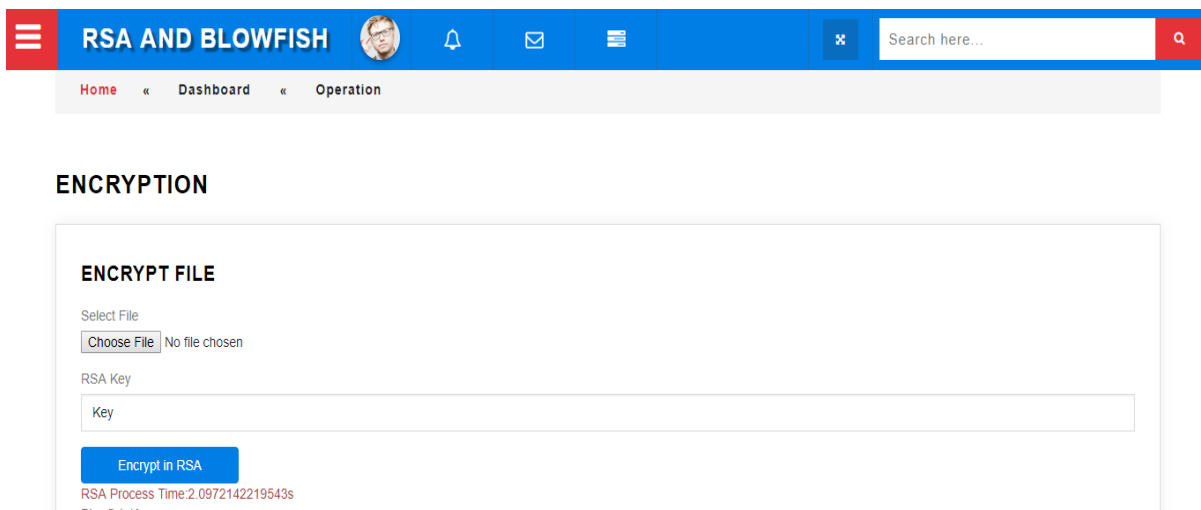 RSA AND BLOWFISH Search here...
Home « Dashboard « Operation
ENCRYPTION
ENCRYPT FILE
Select File
Choose File No file chosen
RSA Key
Key
Encrypt in RSA
RSA Process Time:2.0972142219543s